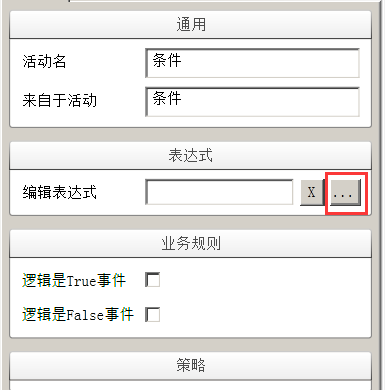 通用
活动名 条件
来自于活动 条件
表达式
编辑表达式 X ...
业务规则
逻辑是True事件
逻辑是False事件
策略